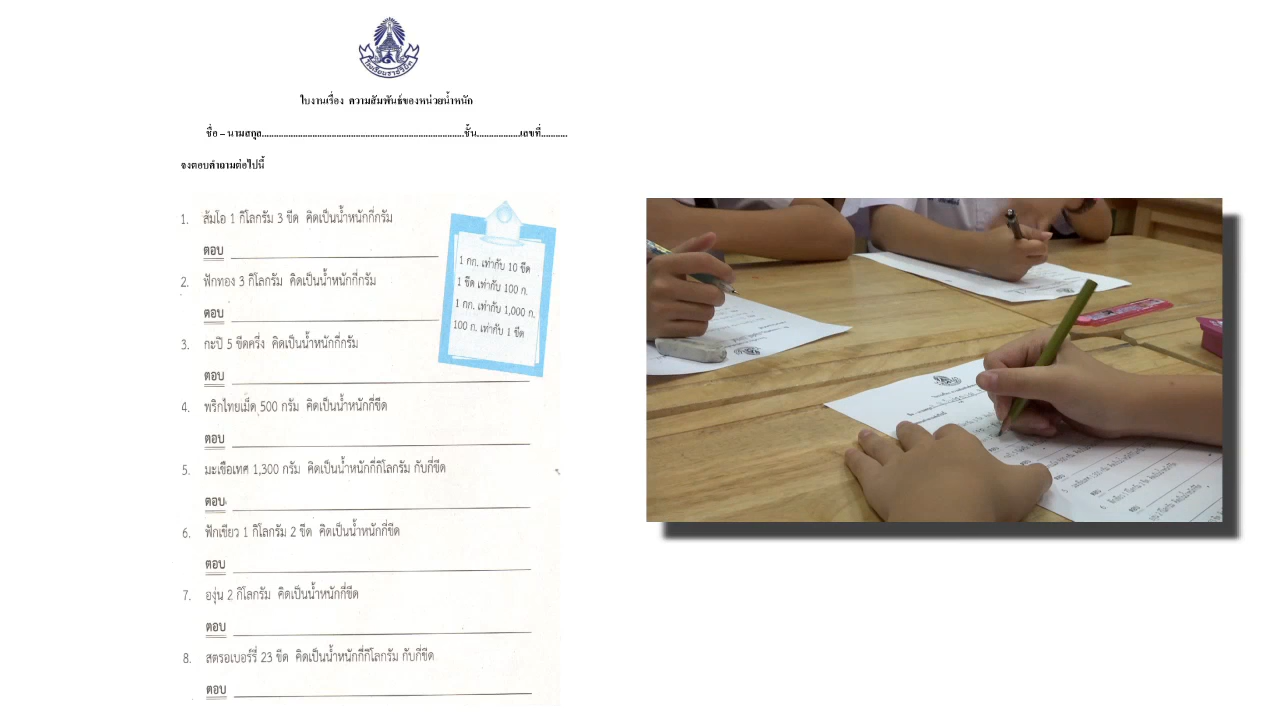 โรงเรียนราชวินิต
ใบงานเรื่อง ความสัมพันธ์ของหน่วยน้ำหนัก
ชื่อ – นามสกุล....................................................................................ชั้น..................เลขที่...........
จงตอบคำถามต่อไปนี้
1. ส้มโอ 1 กิโลกรัม 3 ขีด คิดเป็นน้ำหนักกี่กรัม
ตอบ
2. ฟักทอง 3 กิโลกรัม คิดเป็นน้ำหนักกี่กรัม
ตอบ
3. กะปิ 5 ขีดครึ่ง คิดเป็นน้ำหนักกี่กรัม
ตอบ
4. พริกไทยเม็ด 500 กรัม คิดเป็นน้ำหนักกี่ขีด
ตอบ
5. มะเขือเทศ 1,300 กรัม คิดเป็นน้ำหนักกี่กิโลกรัม กับกี่ขีด
ตอบ
6. ฟักเขียว 1 กิโลกรัม 2 ขีด คิดเป็นน้ำหนักกี่ขีด
ตอบ
7. องุ่น 2 กิโลกรัม คิดเป็นน้ำหนักกี่ขีด
ตอบ
8. สตรอเบอร์รี่ 23 ขีด คิดเป็นน้ำหนักกี่กิโลกรัม กับกี่ขีด
ตอบ
1 กก. เท่ากับ 10 ขีด
1 ขีด เท่ากับ 100 ก.
1 กก. เท่ากับ 1,000 ก.
100 ก. เท่ากับ 1 ขีด